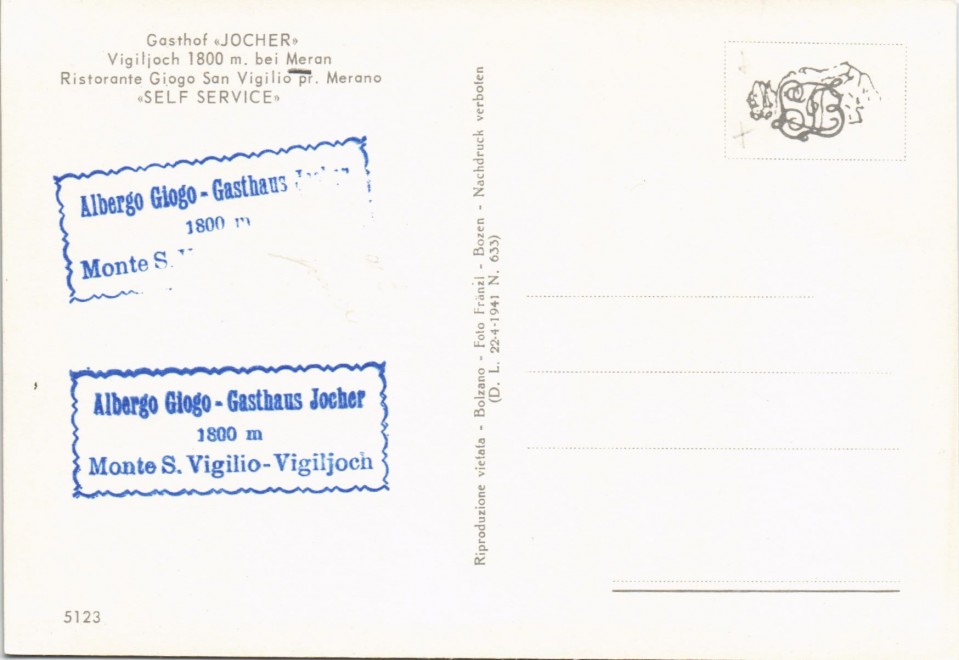 Gasthof «JOCHER»
Vigiljoch 1800 m. bei Meran
Ristorante Giogo San Vigilio pr. Merano
«SELF SERVICE»
Albergo Giogo - Gasthaus
1800 m
Monte S.
Albergo Giogo - Gasthaus Jocher
1800 m
Monte S. Vigilio - Vigiljoch
5123
Riproduzione vietata - Bolzano - Foto Fränzl - Bozen - Nachdruck verboten
(D. L. 22-4-1941 N. 633)